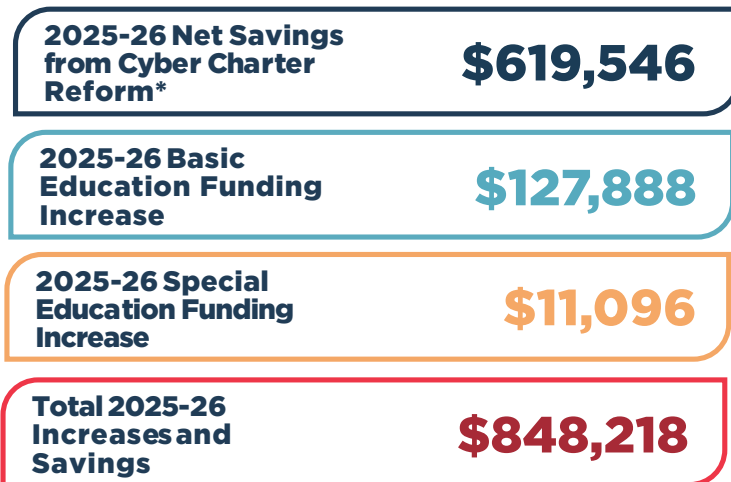 2025-26 Net Savings
from Cyber Charter
Reform*
$619,546
2025-26 Basic
Education Funding
Increase
$127,888
2025-26 Special
Education Funding
Increase
$11,096
Total 2025-26
Increases and
Savings
$848,218